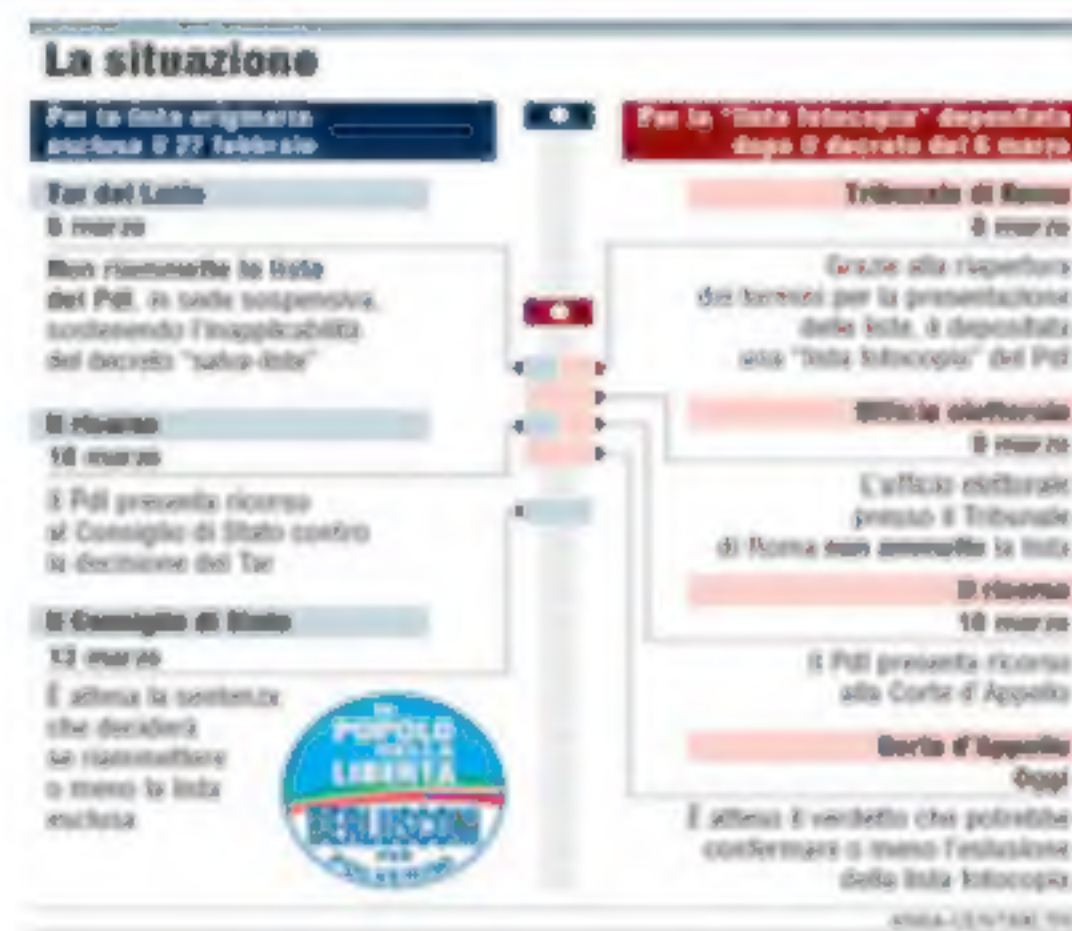 La situazione
Per la lista originaria
esclusa il 27 febbraio
Tar del Lazio
8 marzo
Non riammette la lista
del Pdl, in sede sospensiva,
sostenendo l'inapplicabilità
del decreto "salva-liste"
Il ricorso
10 marzo
Il Pdl presenta ricorso
al Consiglio di Stato contro
la decisione del Tar
Il Consiglio di Stato
13 marzo
È attesa la sentenza
che deciderà
se riammettere
o meno la lista
esclusa
IL
POPOLO
DELLA
LIBERTÀ
BERLUSCONI
PER
POLVERINI
Per la "lista fotocopia" depositata
dopo il decreto del 6 marzo
Tribunale di Roma
8 marzo
Grazie alla riapertura
dei termini per la presentazione
delle liste, è depositata
una "lista fotocopia" del Pdl
Ufficio elettorale
9 marzo
L'ufficio elettorale
presso il Tribunale
di Roma non ammette la lista
Il ricorso
10 marzo
Il Pdl presenta ricorso
alla Corte d'Appello
Corte d'Appello
Oggi
È atteso il verdetto che potrebbe
confermare o meno l'eslusione
della lista fotocopia